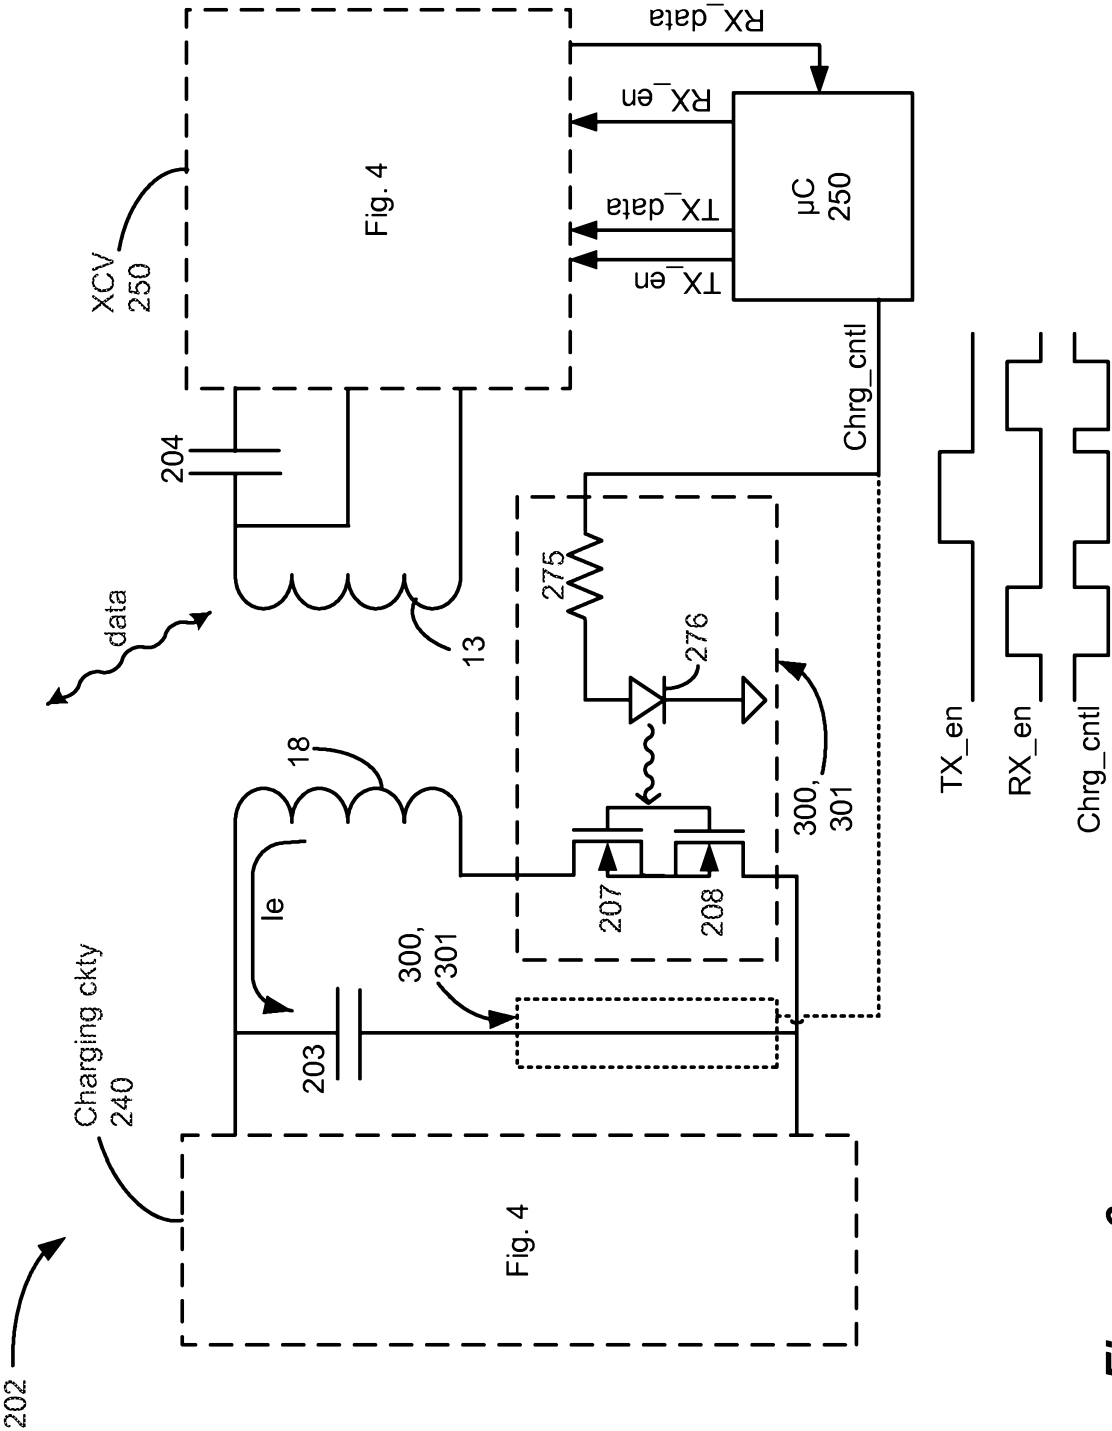 202
Charging ckty
240
Fig. 4
203
Ie
18
300,
301
207
208
276
275
300,
301
data
13
204
XCV
250
Fig. 4
RX_data
RX_en
TX_data
TX_en
µC
250
Chrg_cntl
TX_en
RX_en
Chrg_cntl